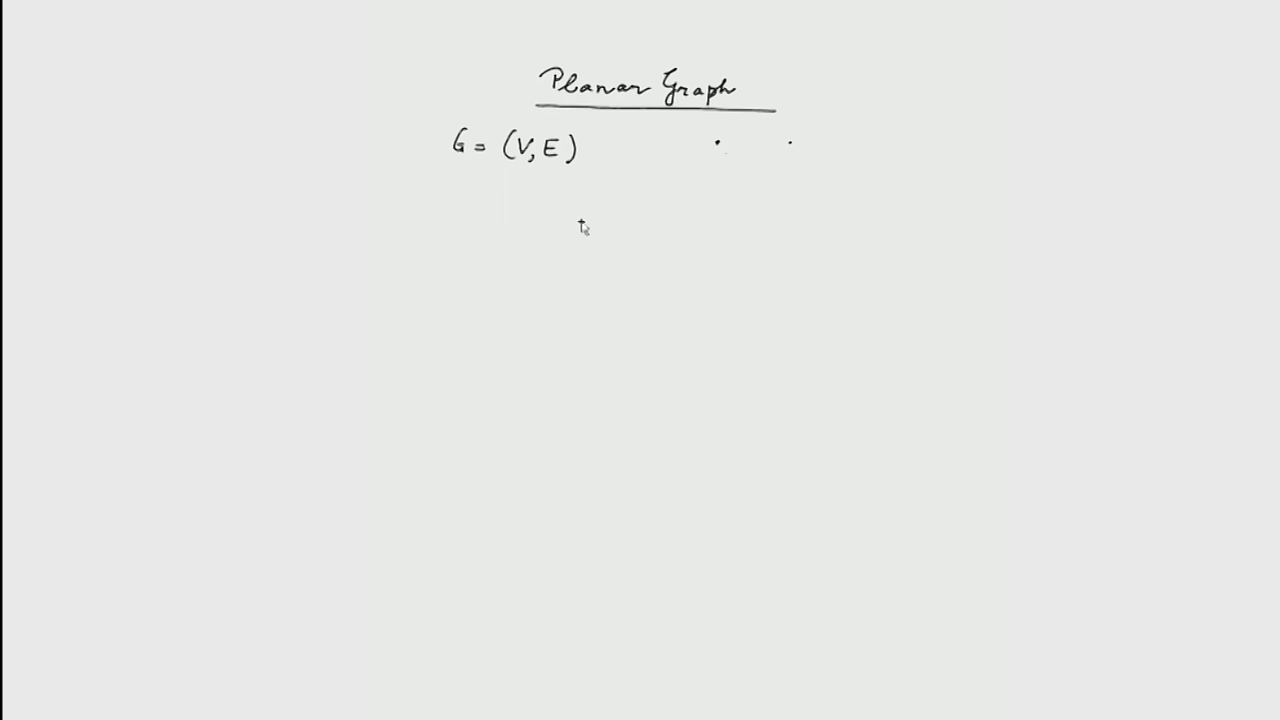 Planar Graph
G = (V, E)